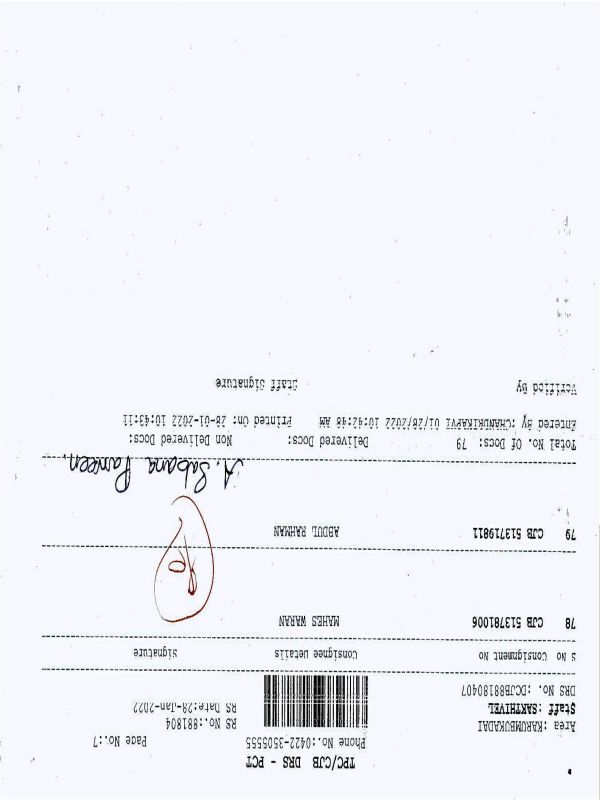 TPC/CJB DRS - PCT
Phone No.:0422-3505555 Page No.:7
Area :KARUMBUKADAI RS No.:881804
Staff :SAKTHIVEL RS Date:28-Jan-2022
DRS No. :DCJB88180407
S No Consignment No Consignee Details Signature
78 CJB 513781006 MAHES WARAN
79 CJB 513719811 ABDUL RAHMAN
A. Sabana Parveen.
Total No. Of Docs: 79 Delivered Docs: Non Delivered Docs:
Entered By :CHANDRIKAPVI 01/28/2022 10:42:48 AM Printed On: 28-01-2022 10:43:11
Verified By Staff Signature